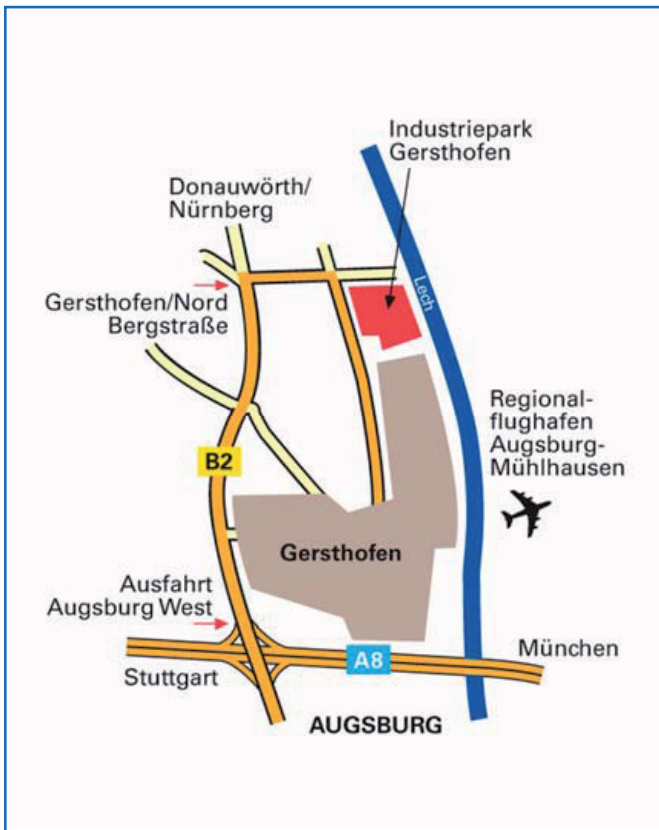 Industriepark
Gersthofen
Donauwörth/
Nürnberg
Lech
Gersthofen/Nord
Bergstraße
Regional-
flughafen
Augsburg-
Mühlhausen
B2
Gersthofen
Ausfahrt
Augsburg West
München
A8
Stuttgart
AUGSBURG